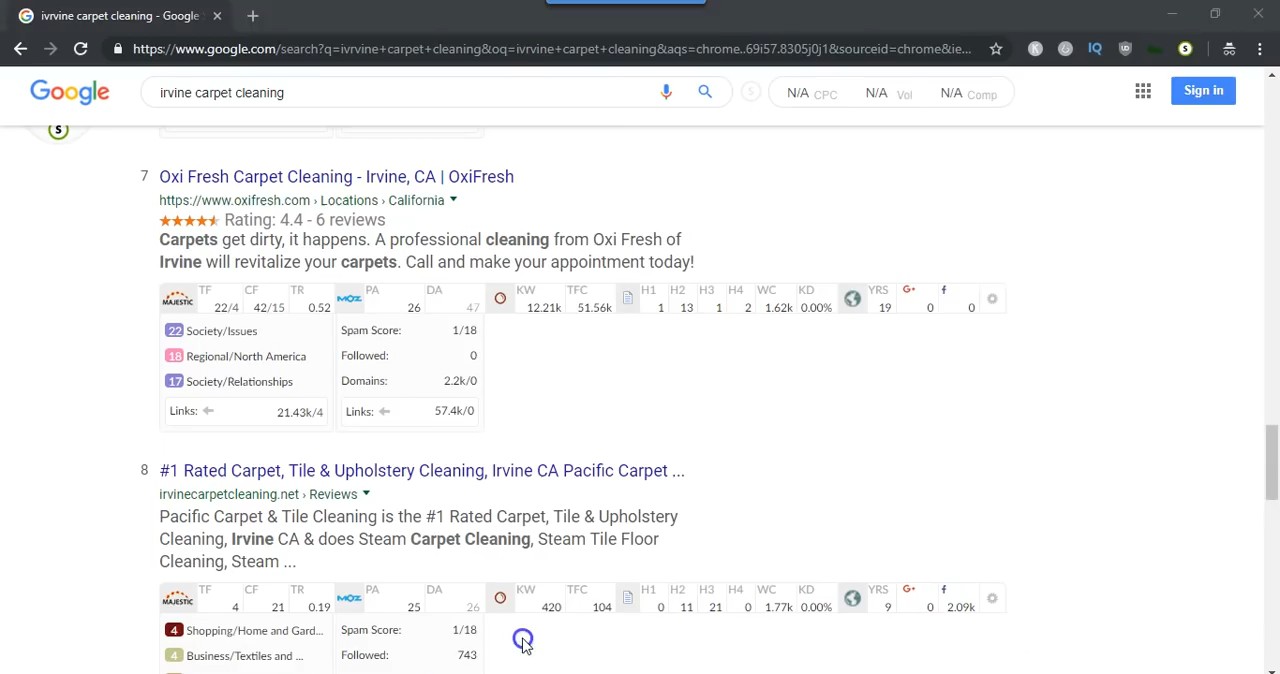 ivrvine carpet cleaning - Google
https://www.google.com/search?q=ivrvine+carpet+cleaning&oq=ivrvine+carpet+cleaning&aqs=chrome..69i57.8305j0j1&sourceid=chrome&ie...
Google
irvine carpet cleaning
N/A CPC N/A Vol N/A Comp
Sign in
7 Oxi Fresh Carpet Cleaning - Irvine, CA | OxiFresh
https://www.oxifresh.com › Locations › California
Rating: 4.4 - 6 reviews
Carpets get dirty, it happens. A professional cleaning from Oxi Fresh of
Irvine will revitalize your carpets. Call and make your appointment today!
MAJESTIC TF 22/4 CF 42/15 TR 0.52 MOZ PA 26 DA 47 KW 12.21k TFC 51.56k H1 1 H2 13 H3 1 H4 2 WC 1.62k KD 0.00% YRS 19 G+ 0 f 0
22 Society/Issues Spam Score: 1/18
18 Regional/North America Followed: 0
17 Society/Relationships Domains: 2.2k/0
Links: 21.43k/4 Links: 57.4k/0
8 #1 Rated Carpet, Tile & Upholstery Cleaning, Irvine CA Pacific Carpet ...
irvinecarpetcleaning.net › Reviews
Pacific Carpet & Tile Cleaning is the #1 Rated Carpet, Tile & Upholstery
Cleaning, Irvine CA & does Steam Carpet Cleaning, Steam Tile Floor
Cleaning, Steam ...
MAJESTIC TF 4 CF 21 TR 0.19 MOZ PA 25 DA 26 KW 420 TFC 104 H1 0 H2 11 H3 21 H4 0 WC 1.77k KD 0.00% YRS 9 G+ 0 f 2.09k
4 Shopping/Home and Gard... Spam Score: 1/18
4 Business/Textiles and ... Followed: 743